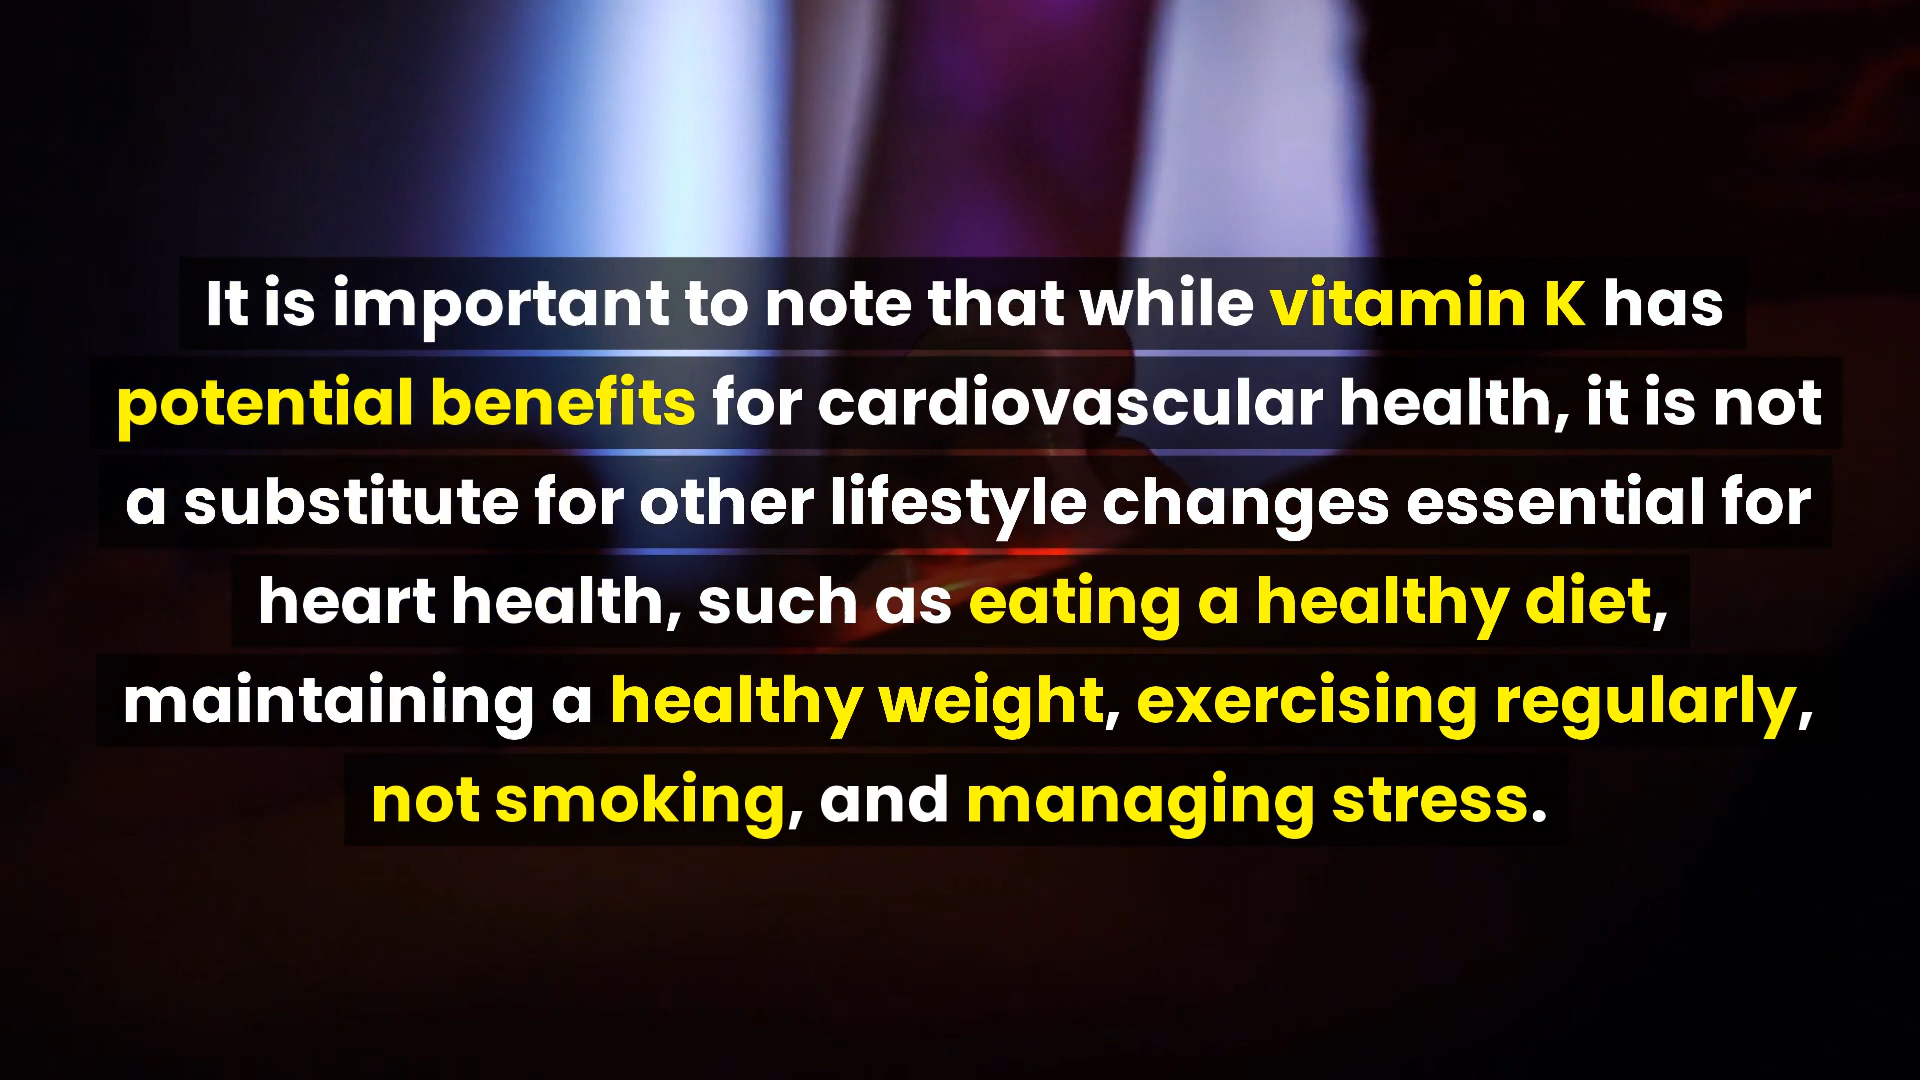 It is important to note that while vitamin K has
potential benefits for cardiovascular health, it is not
a substitute for other lifestyle changes essential for
heart health, such as eating a healthy diet,
maintaining a healthy weight, exercising regularly,
not smoking, and managing stress.